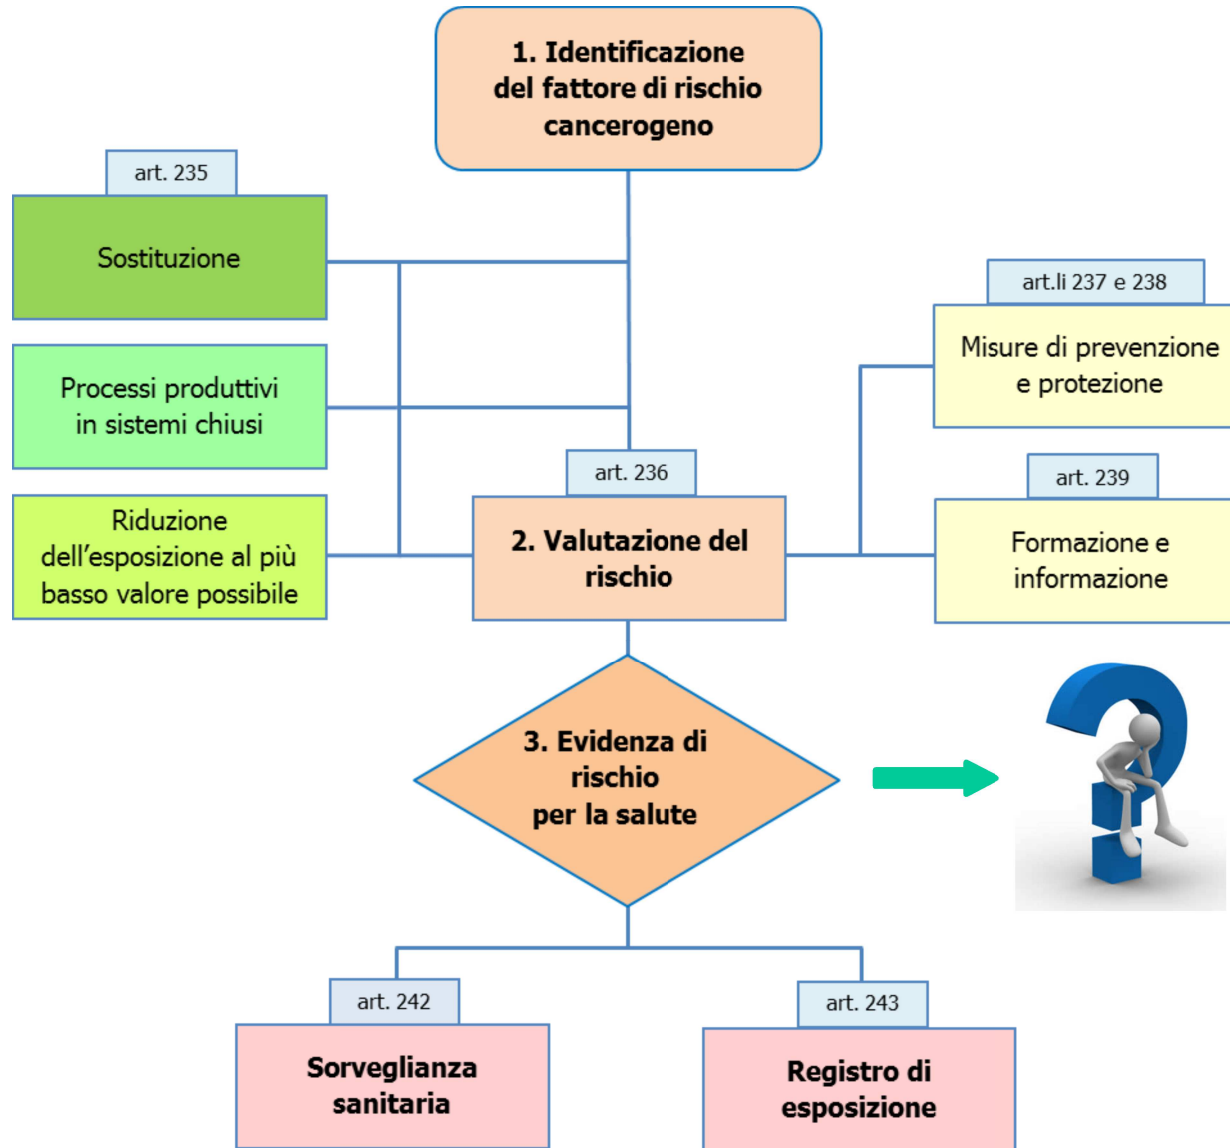 1. Identificazione
del fattore di rischio
cancerogeno
art. 235
Sostituzione
Processi produttivi
in sistemi chiusi
Riduzione
dell’esposizione al più
basso valore possibile
art. 236
2. Valutazione del
rischio
art.li 237 e 238
Misure di prevenzione
e protezione
art. 239
Formazione e
informazione
3. Evidenza di
rischio
per la salute
art. 242
Sorveglianza
sanitaria
art. 243
Registro di
esposizione